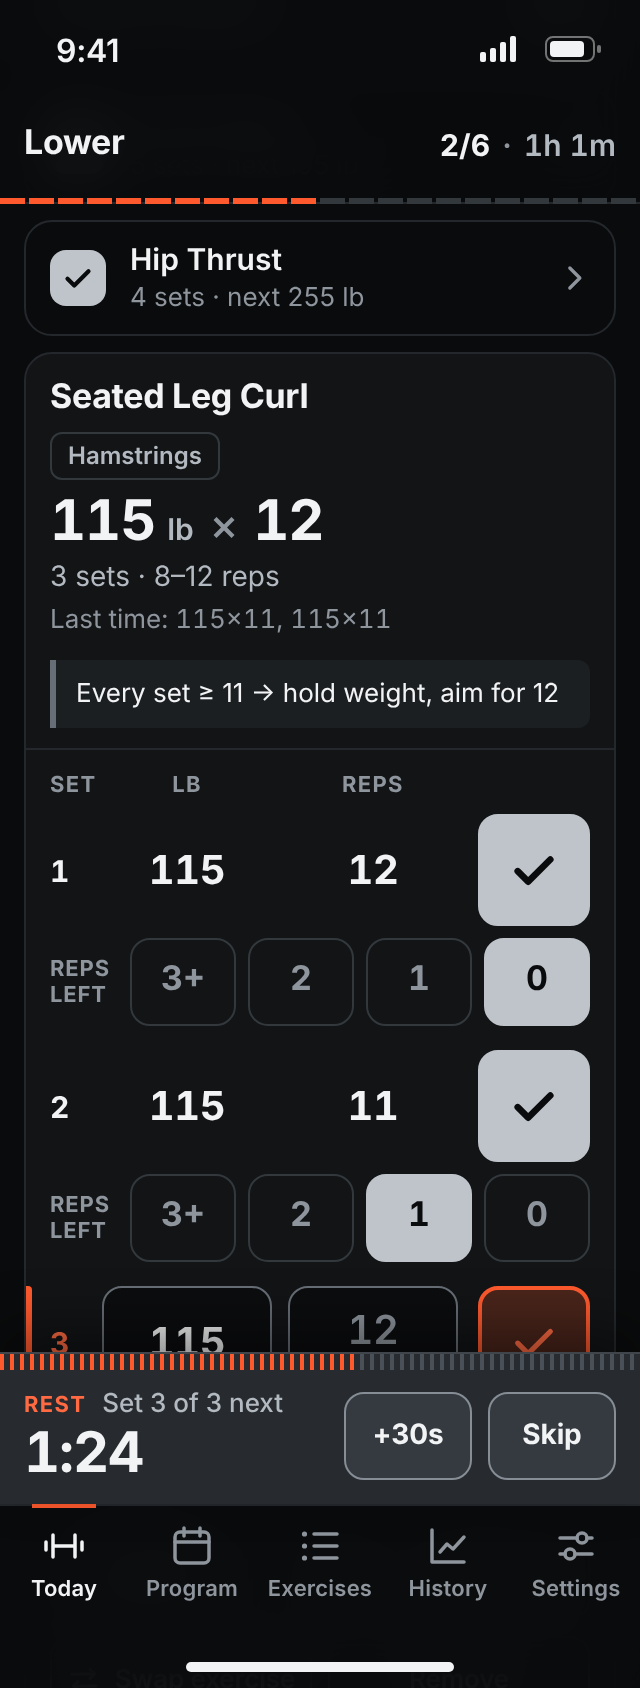 9:41
Lower
2/6 · 1h 1m
Hip Thrust
4 sets · next 255 lb
Seated Leg Curl
Hamstrings
115 lb × 12
3 sets · 8–12 reps
Last time: 115×11, 115×11
Every set ≥ 11 → hold weight, aim for 12
SET LB REPS
1 115 12
REPS LEFT 3+ 2 1 0
2 115 11
REPS LEFT 3+ 2 1 0
3 115 12
REST Set 3 of 3 next
1:24
+30s
Skip
Today Program Exercises History Settings
Swap exercise Remove